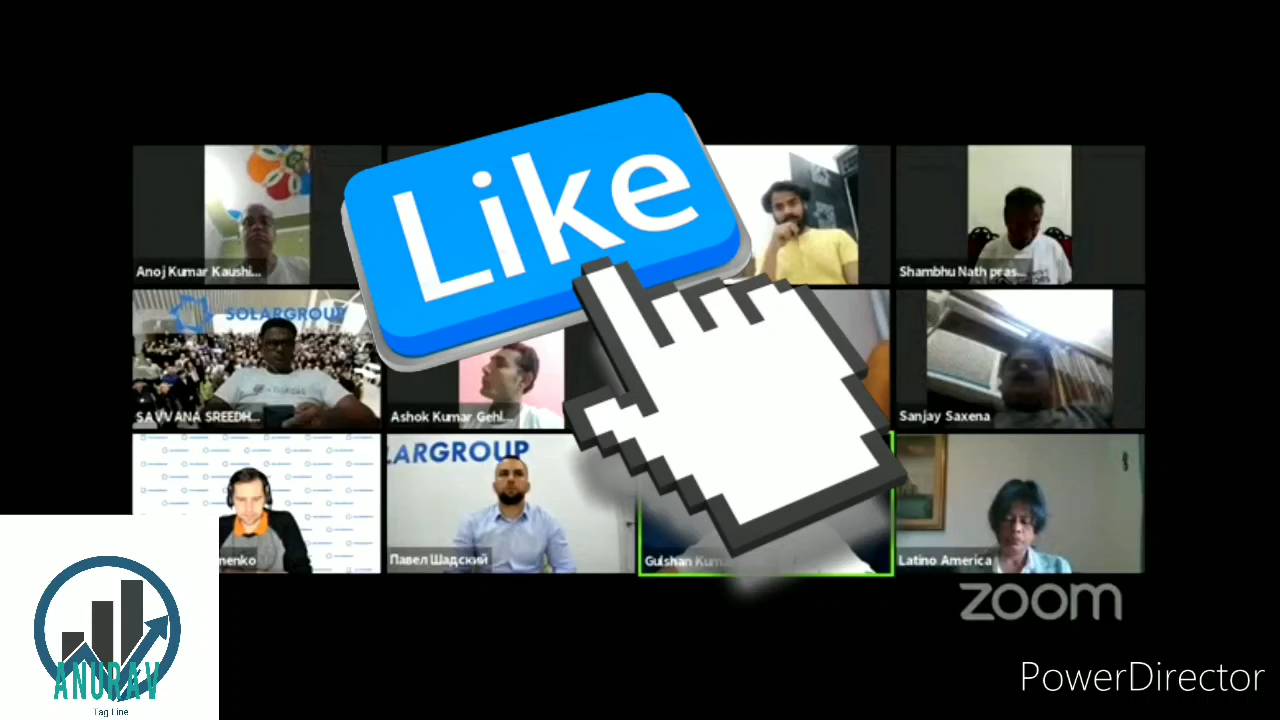 Like
Anoj Kumar Kaushi...
Shambhu Nath pras...
SOLARGROUP
SAVVANA SREEDH...
Ashok Kumar Gehl...
Sanjay Saxena
LARGROUP
menko
Павел Шадский
Gulshan Kum
Latino America
zoom
ANURAV
Tag Line
PowerDirector